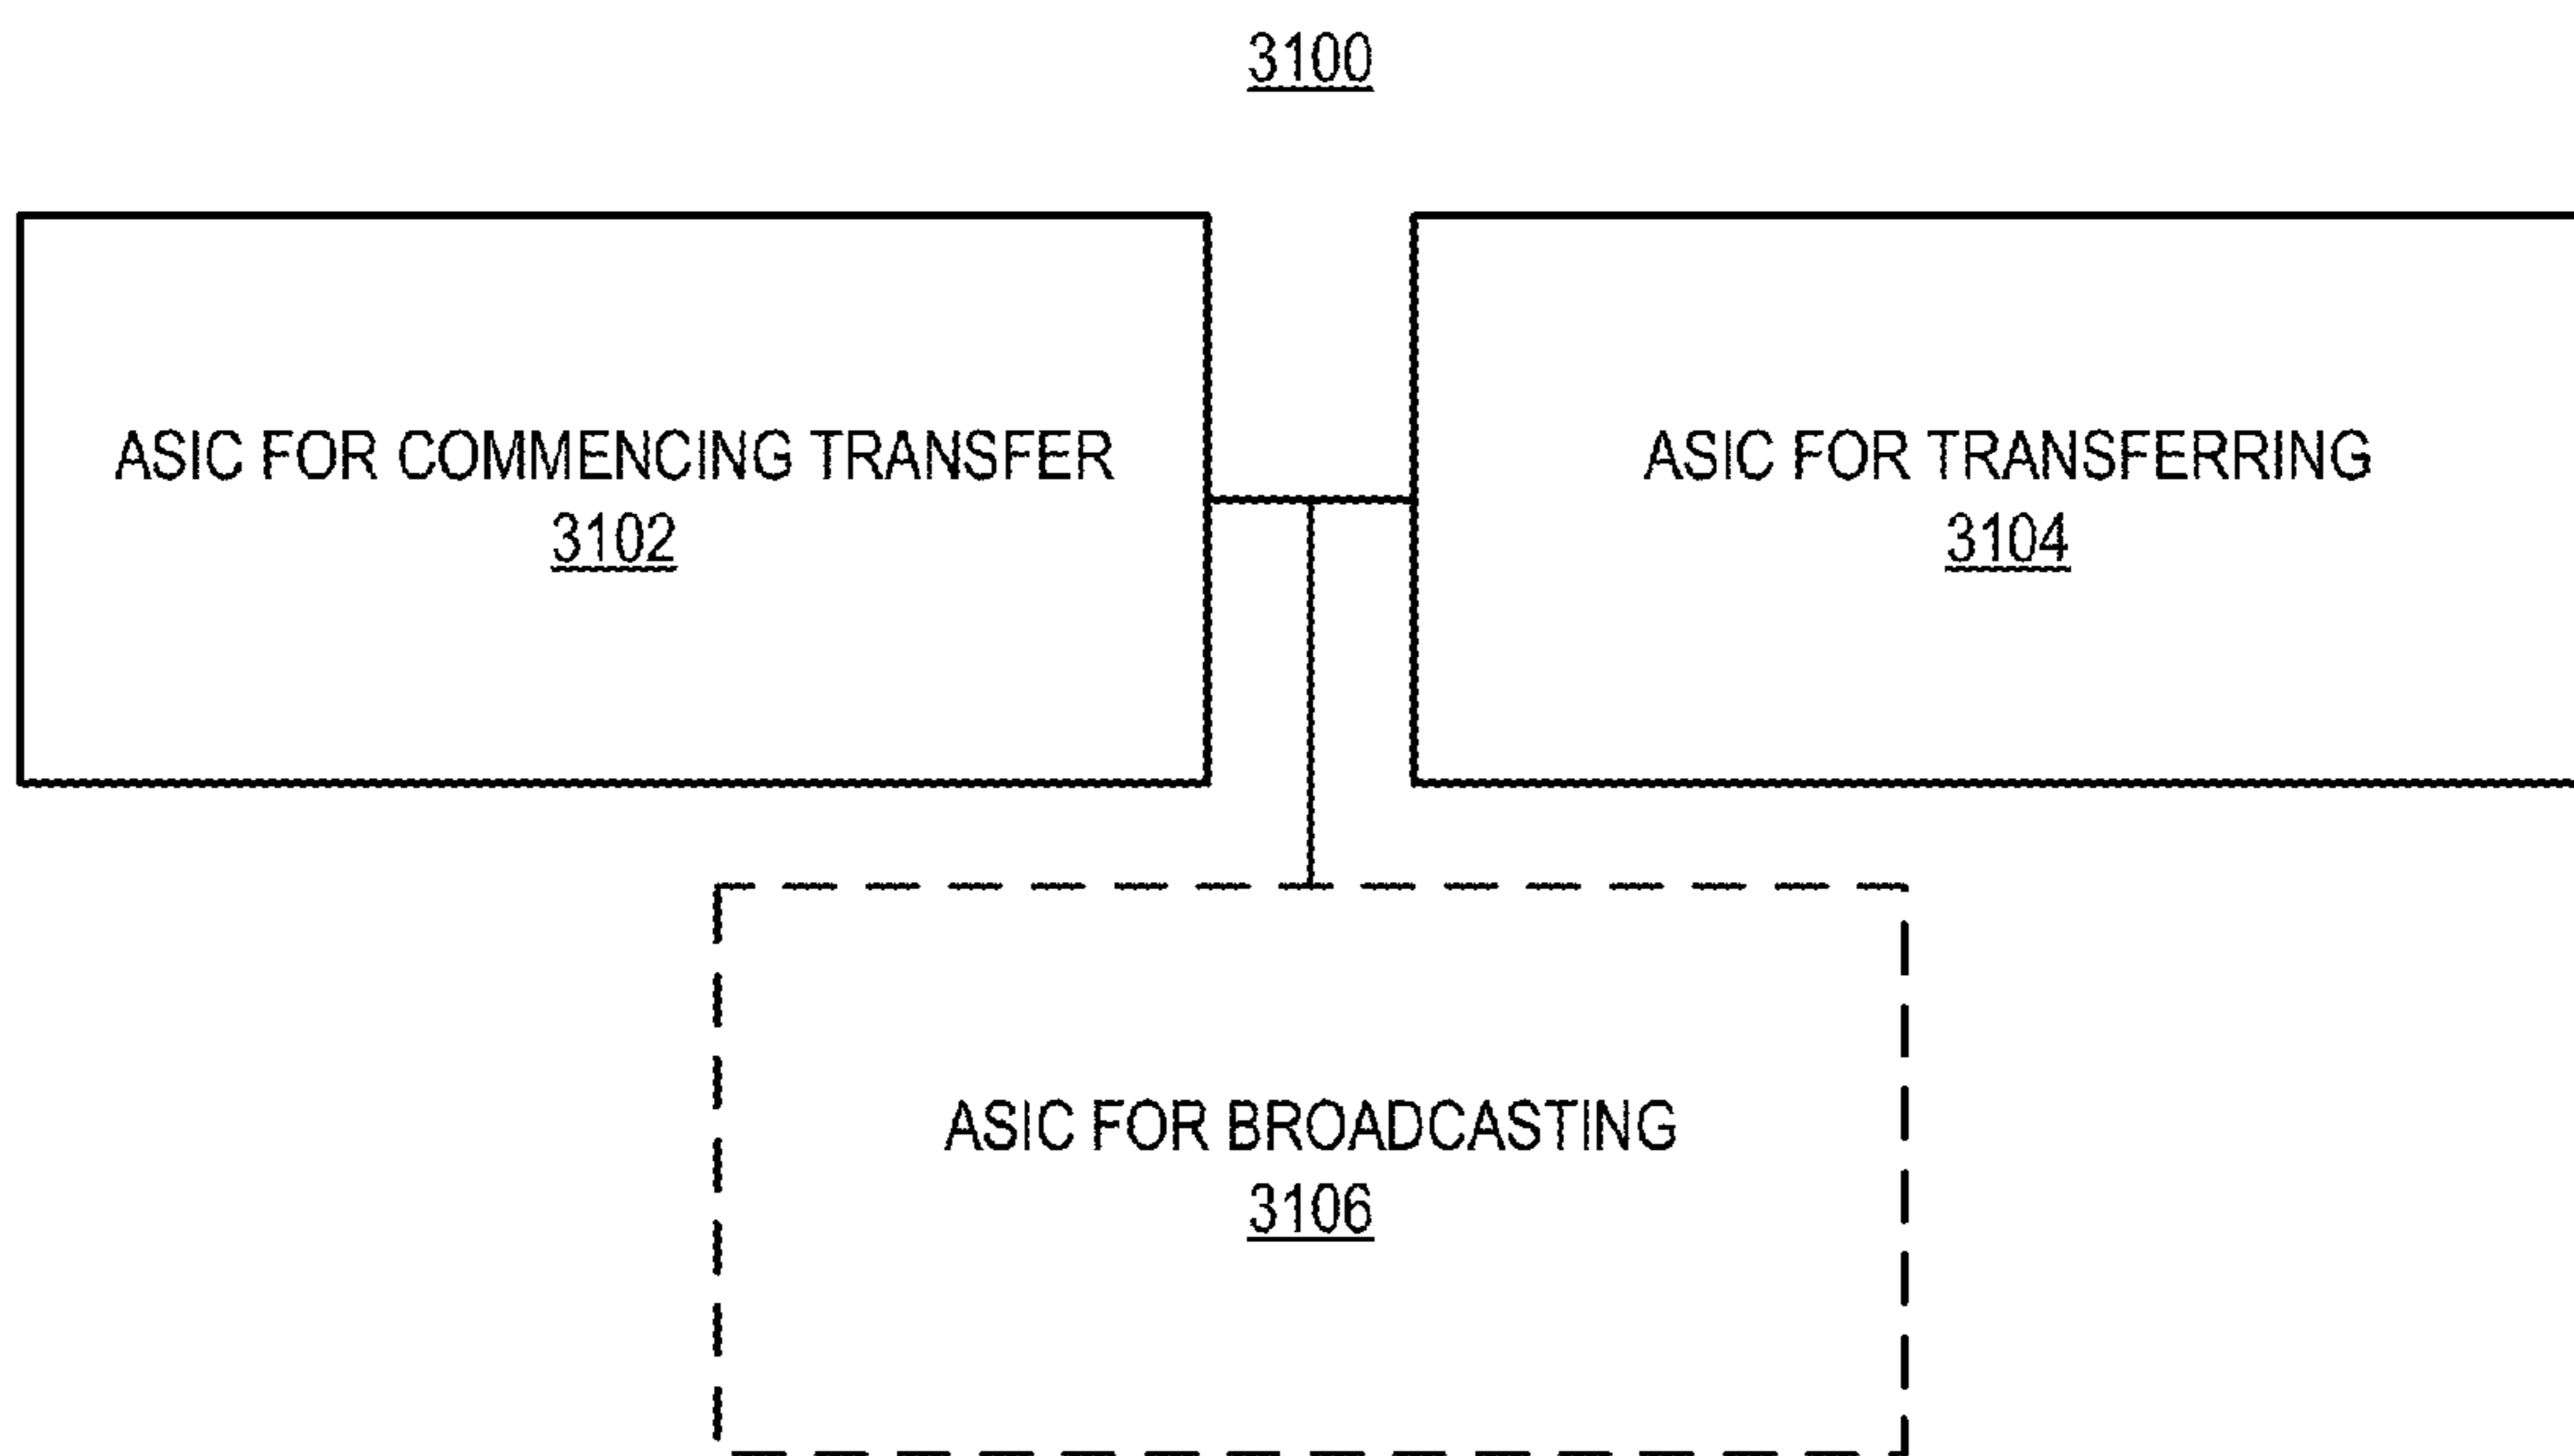 3100
ASIC FOR COMMENCING TRANSFER
3102
ASIC FOR TRANSFERRING
3104
ASIC FOR BROADCASTING
3106